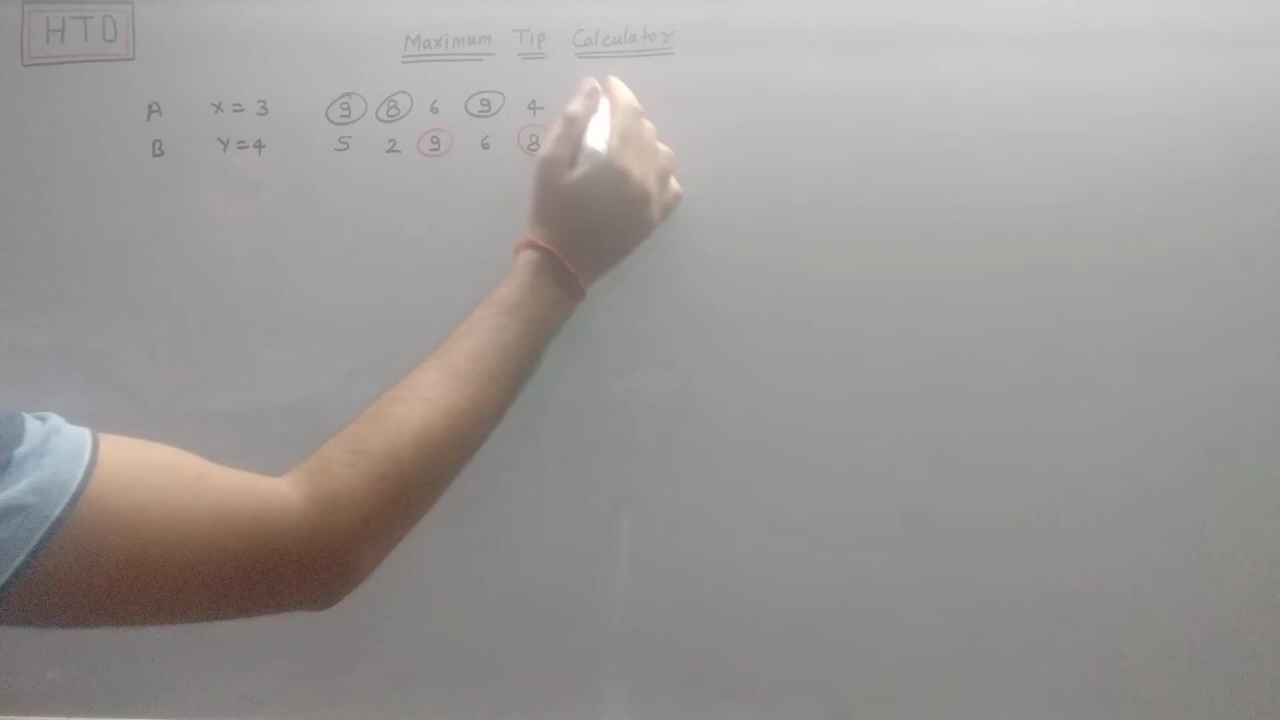 HTD
Maximum Tip Calculator
A X = 3 9 8 6 9 4
B Y = 4 5 2 9 6 8